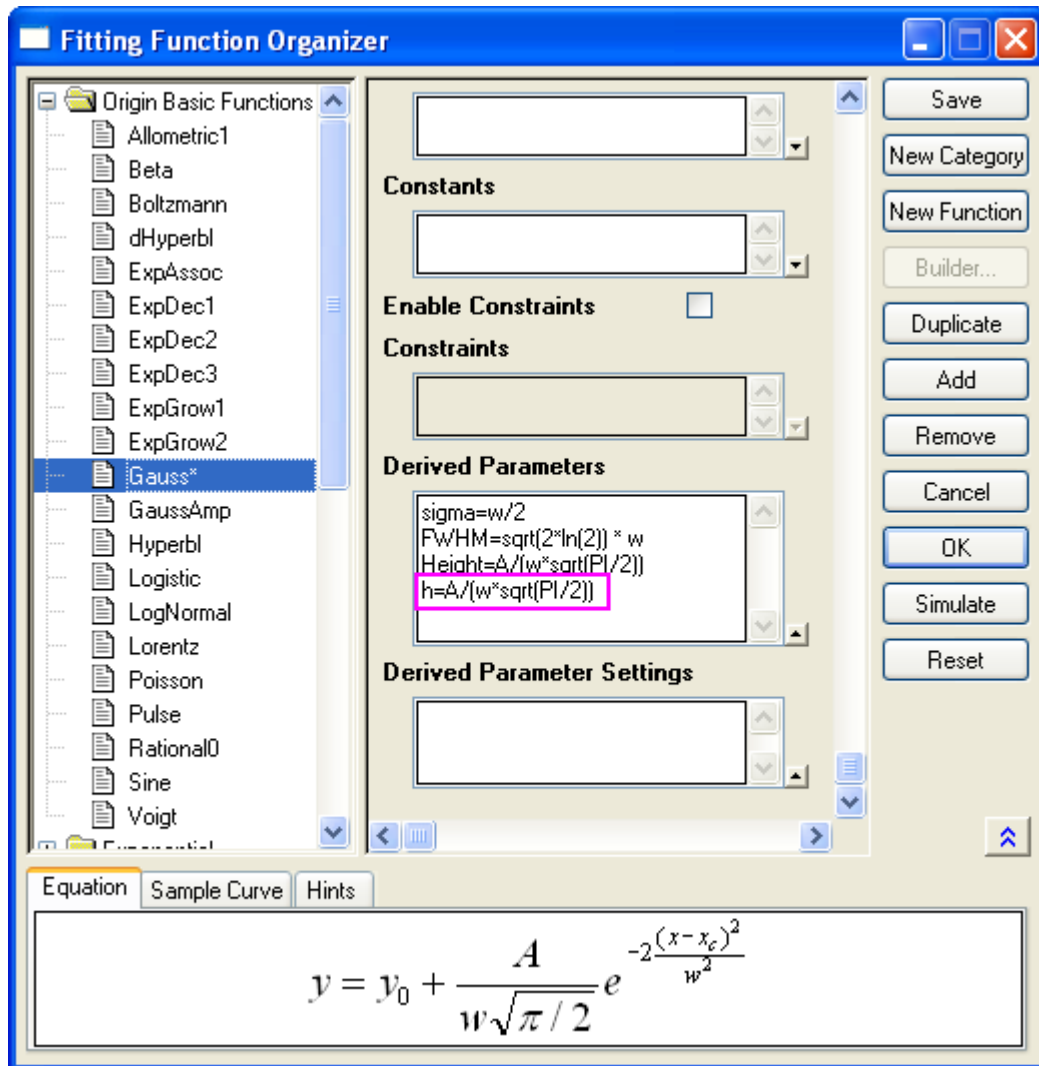 Fitting Function Organizer
Origin Basic Functions
Allometric1
Beta
Boltzmann
dHyperbl
ExpAssoc
ExpDec1
ExpDec2
ExpDec3
ExpGrow1
ExpGrow2
Gauss*
GaussAmp
Hyperbl
Logistic
LogNormal
Lorentz
Poisson
Pulse
Rational0
Sine
Voigt
Exponential
Constants
Enable Constraints
Constraints
Derived Parameters
sigma=w/2
FWHM=sqrt(2*ln(2)) * w
Height=A/(w*sqrt(PI/2))
h=A/(w*sqrt(PI/2))
Derived Parameter Settings
Save
New Category
New Function
Builder...
Duplicate
Add
Remove
Cancel
OK
Simulate
Reset
Equation Sample Curve Hints
y = y₀ + A / (w√(π / 2)) e^(-2 (x-x_c)² / w²)